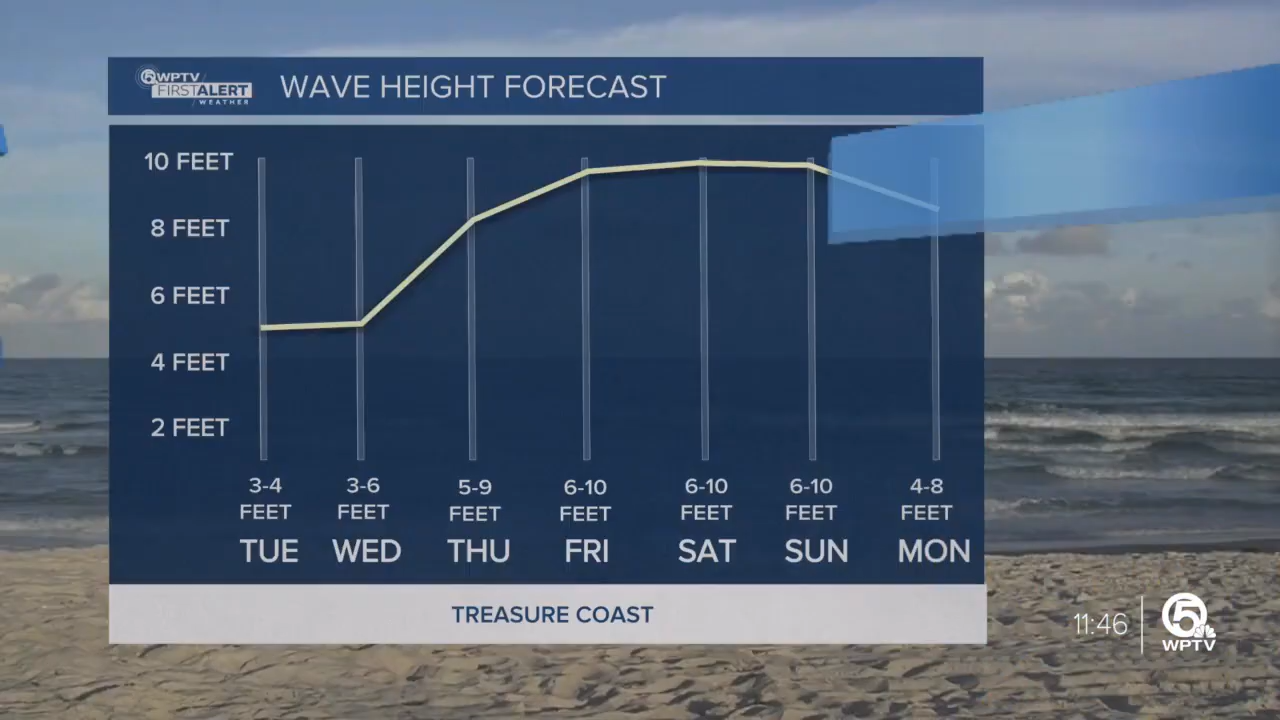 5 WPTV
FIRST ALERT
WEATHER
WAVE HEIGHT FORECAST
10 FEET
8 FEET
6 FEET
4 FEET
2 FEET
3-4 FEET
TUE
3-6 FEET
WED
5-9 FEET
THU
6-10 FEET
FRI
6-10 FEET
SAT
6-10 FEET
SUN
4-8 FEET
MON
TREASURE COAST
11:46
5
WPTV